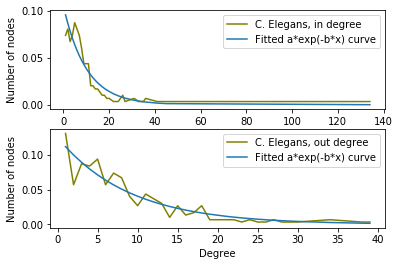 0.10
0.05
0.00
Number of nodes
C. Elegans, in degree
Fitted a*exp(-b*x) curve
0 20 40 60 80 100 120 140
0.10
0.05
0.00
Number of nodes
C. Elegans, out degree
Fitted a*exp(-b*x) curve
0 5 10 15 20 25 30 35 40
Degree